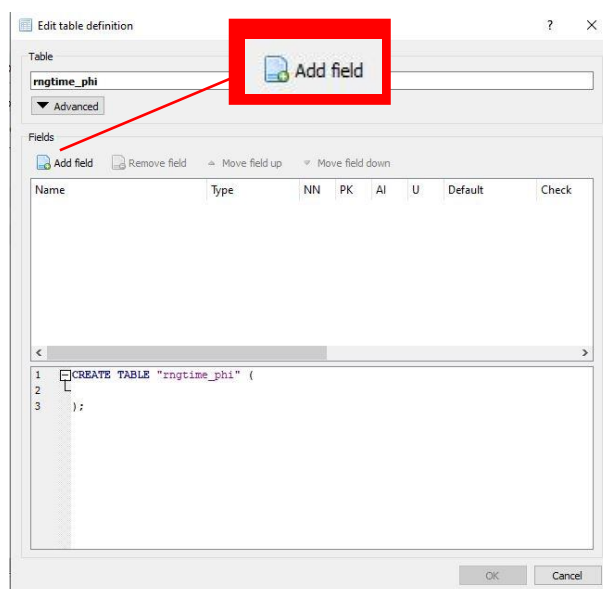 Edit table definition ? X
Table
Add field
rngtime_phi
Advanced
Fields
Add field Remove field Move field up Move field down
Name Type NN PK AI U Default Check
1 CREATE TABLE "rngtime_phi" (
2
3 );
OK Cancel